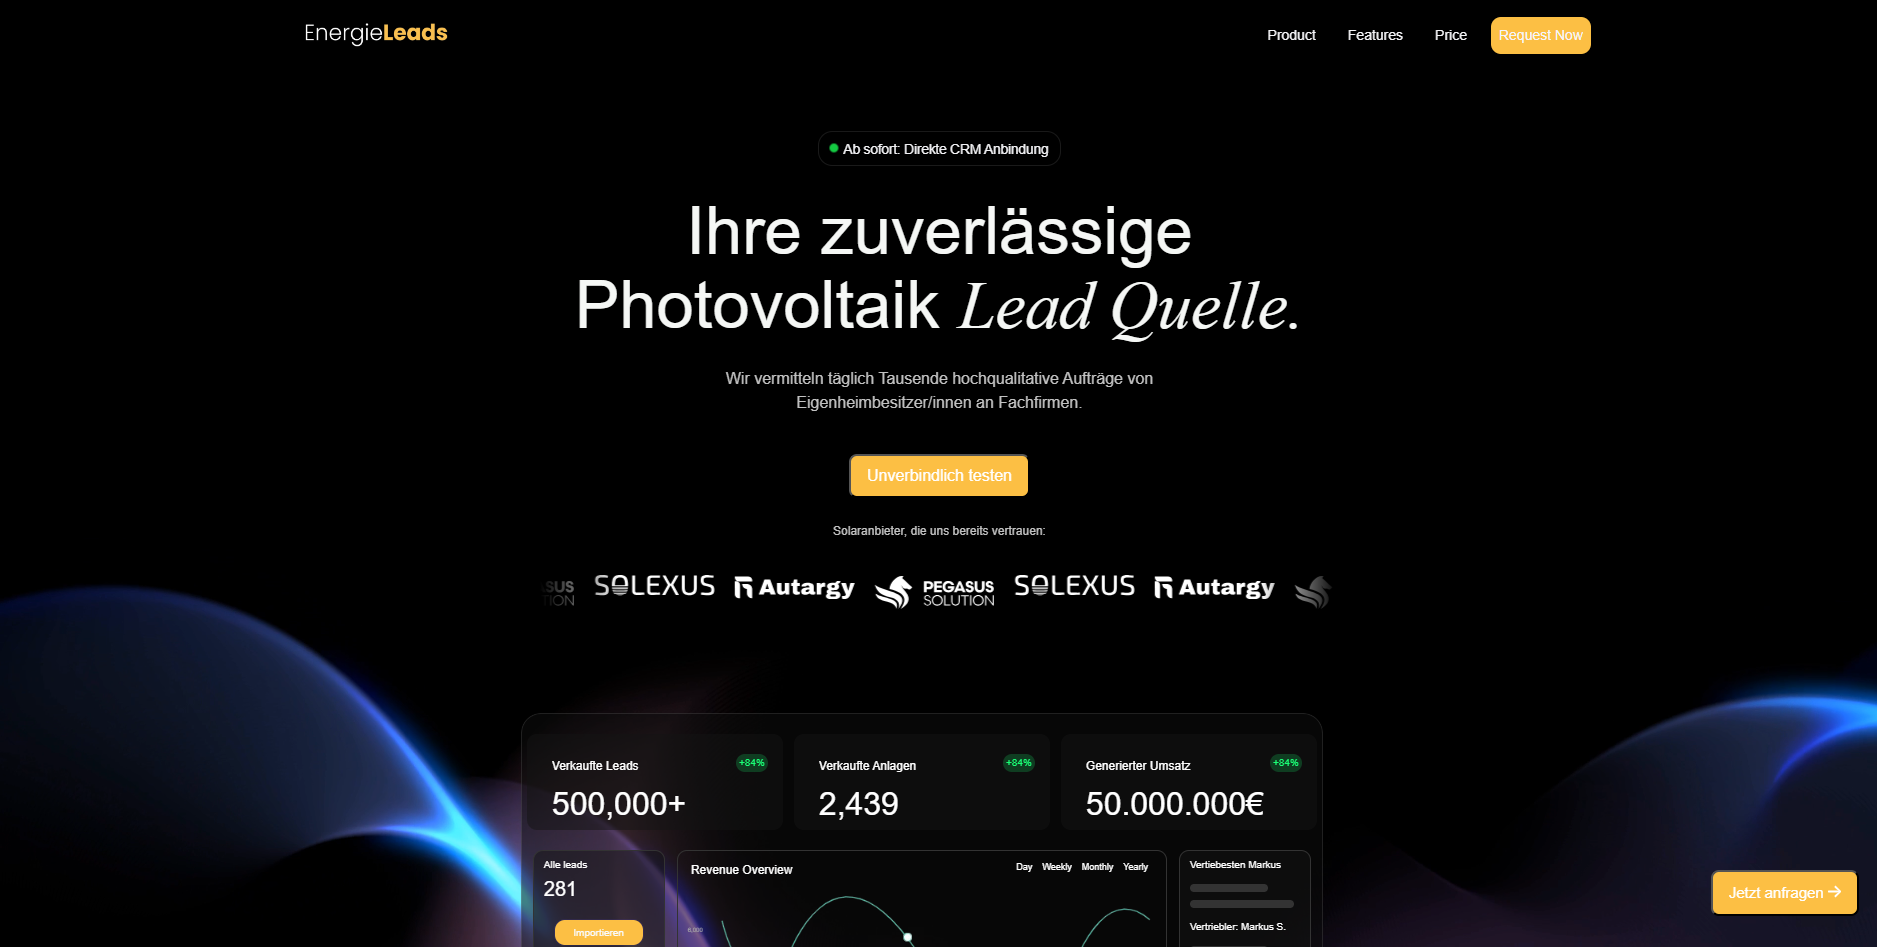 EnergieLeads
Product Features Price Request Now
Ab sofort: Direkte CRM Anbindung
Ihre zuverlässige
Photovoltaik Lead Quelle.
Wir vermitteln täglich Tausende hochqualitative Aufträge von
Eigenheimbesitzer/innen an Fachfirmen.
Unverbindlich testen
Solaranbieter, die uns bereits vertrauen:
SOLEXUS Autargy PEGASUS SOLUTION SOLEXUS Autargy
Verkaufte Leads +84%
500,000+
Verkaufte Anlagen +84%
2,439
Generierter Umsatz +84%
50.000.000€
Alle leads
281
Importieren
Revenue Overview Day Weekly Monthly Yearly
Vertiebesten Markus
Vertriebler: Markus S.
Jetzt anfragen →